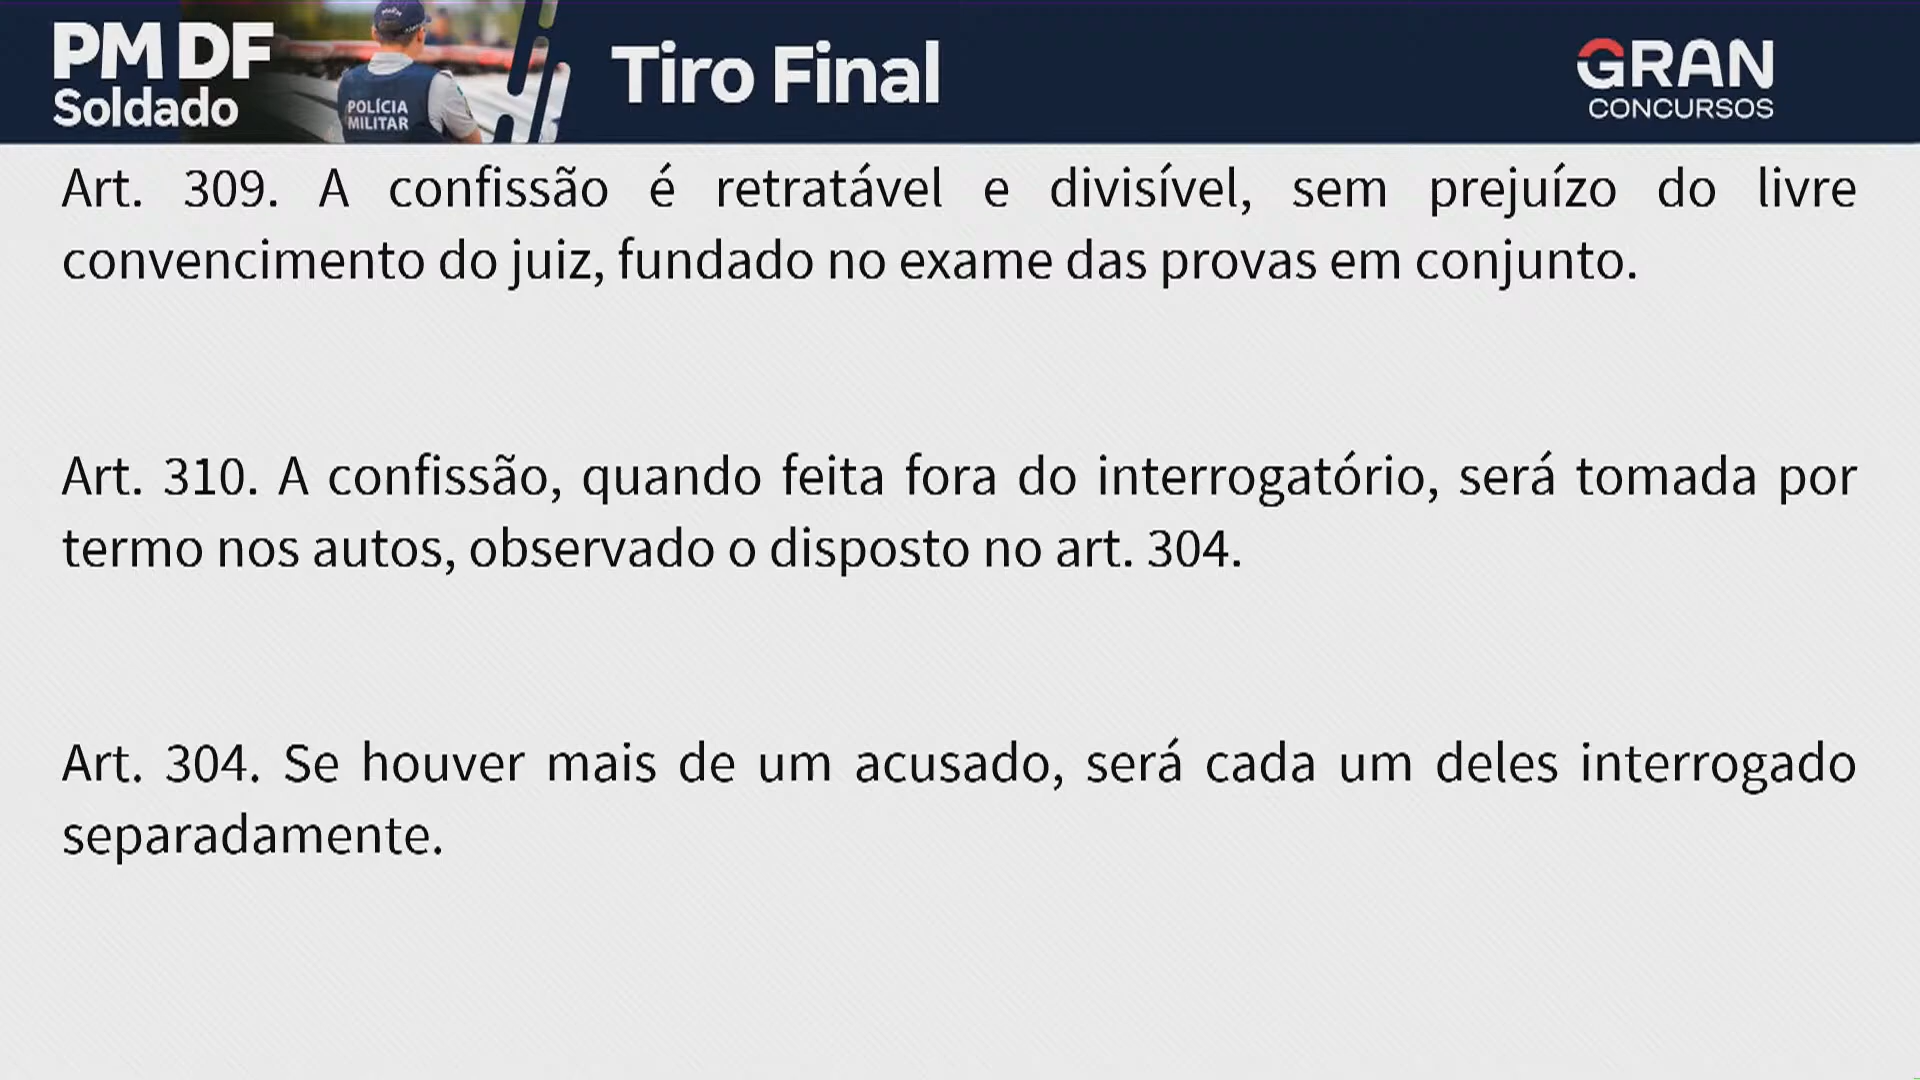 PM DF
Soldado
POLÍCIA
MILITAR
Tiro Final
GRAN
CONCURSOS
Art. 309. A confissão é retratável e divisível, sem prejuízo do livre
convencimento do juiz, fundado no exame das provas em conjunto.
Art. 310. A confissão, quando feita fora do interrogatório, será tomada por
termo nos autos, observado o disposto no art. 304.
Art. 304. Se houver mais de um acusado, será cada um deles interrogado
separadamente.